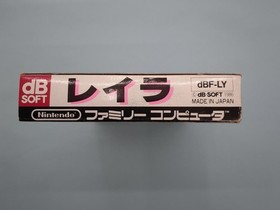 dB SOFT
レイラ
dBF-LY
© dB-SOFT 1986
MADE IN JAPAN
Nintendo ファミリー コンピュータ